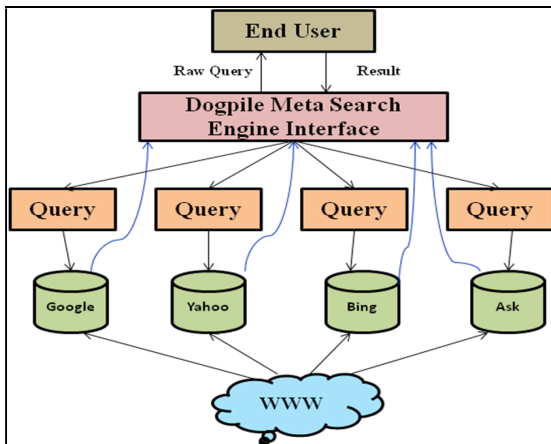 End User
Raw Query
Result
Dogpile Meta Search
Engine Interface
Query
Query
Query
Query
Google
Yahoo
Bing
Ask
WWW